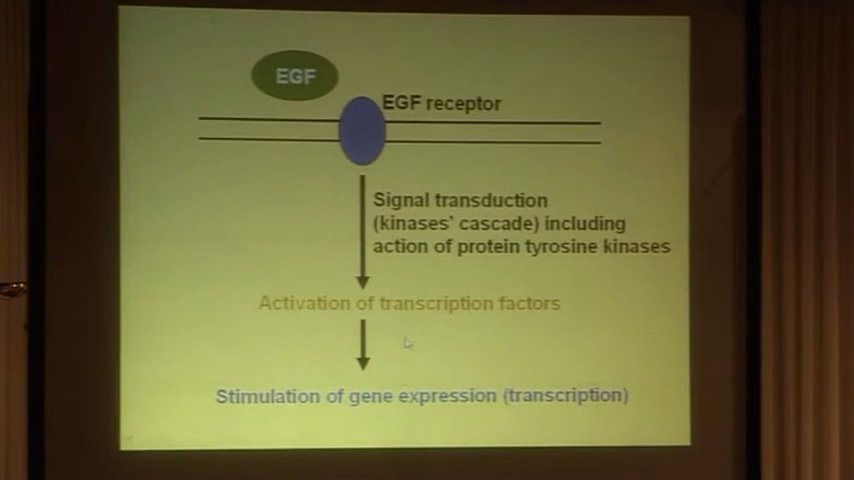 EGF
EGF receptor
Signal transduction
(kinases' cascade) including
action of protein tyrosine kinases
Activation of transcription factors
Stimulation of gene expression (transcription)